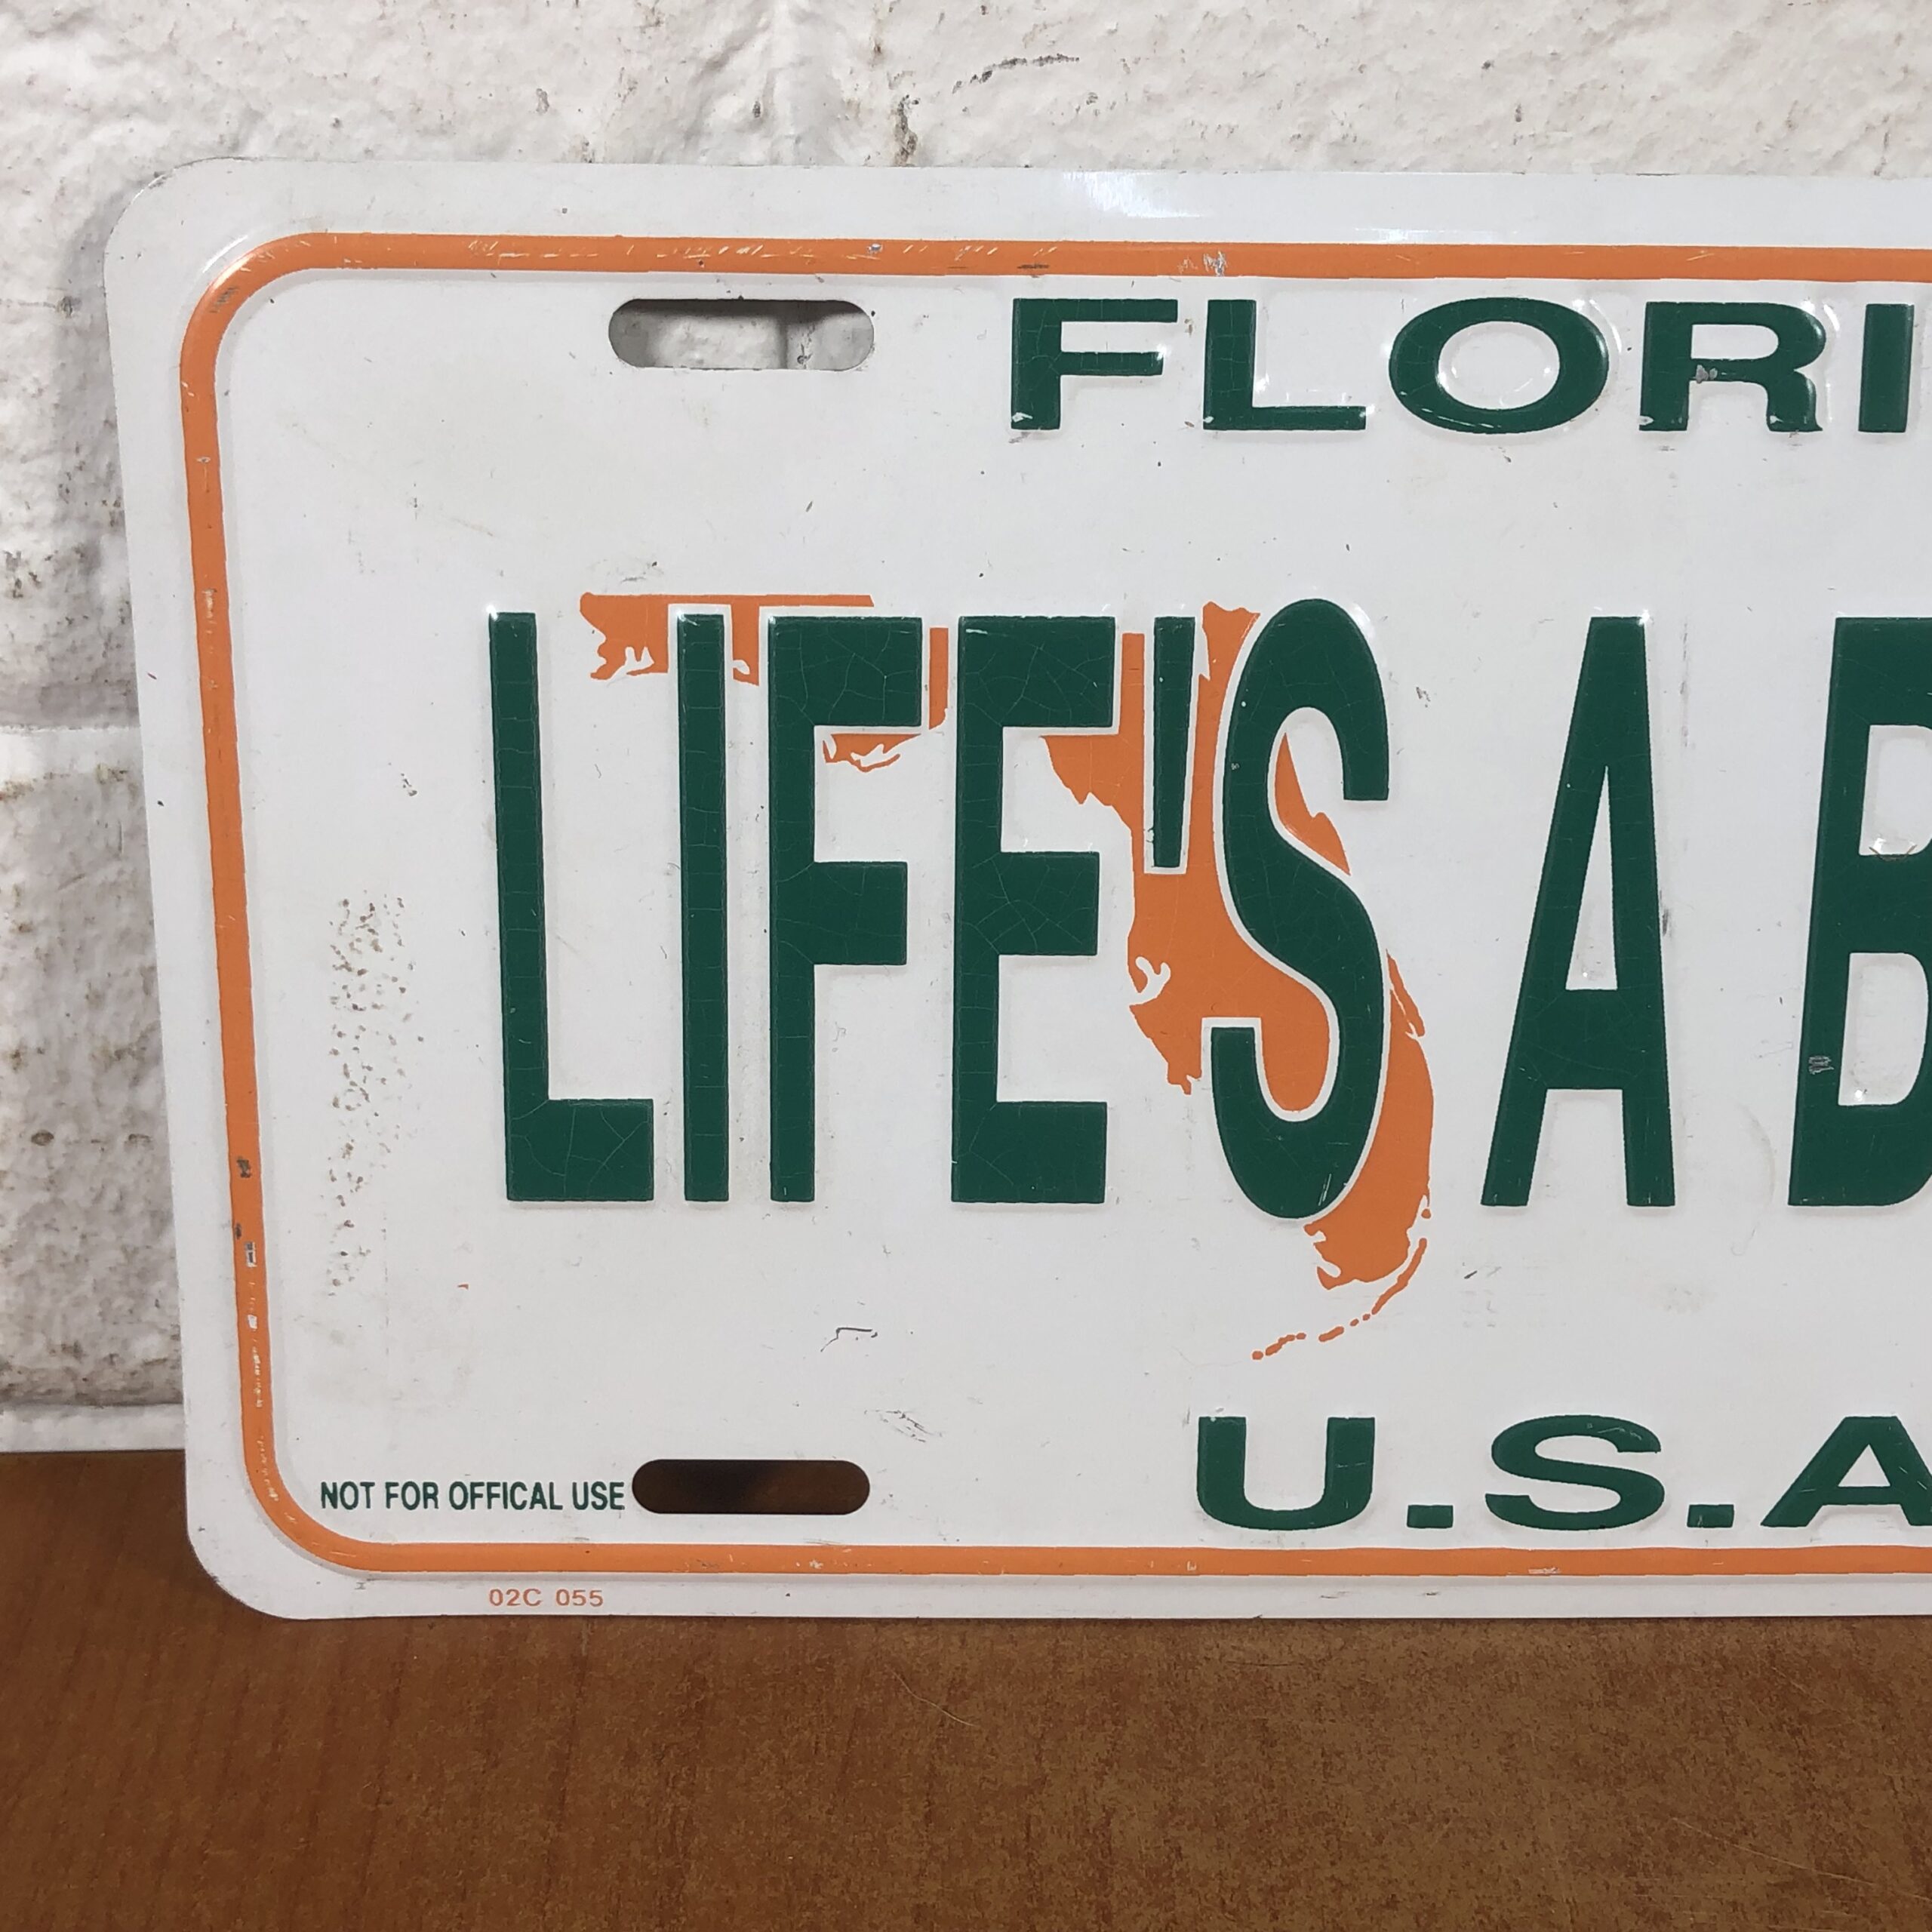 FLORI
LIFE'S A B
U.S.A
NOT FOR OFFICAL USE
02C 055